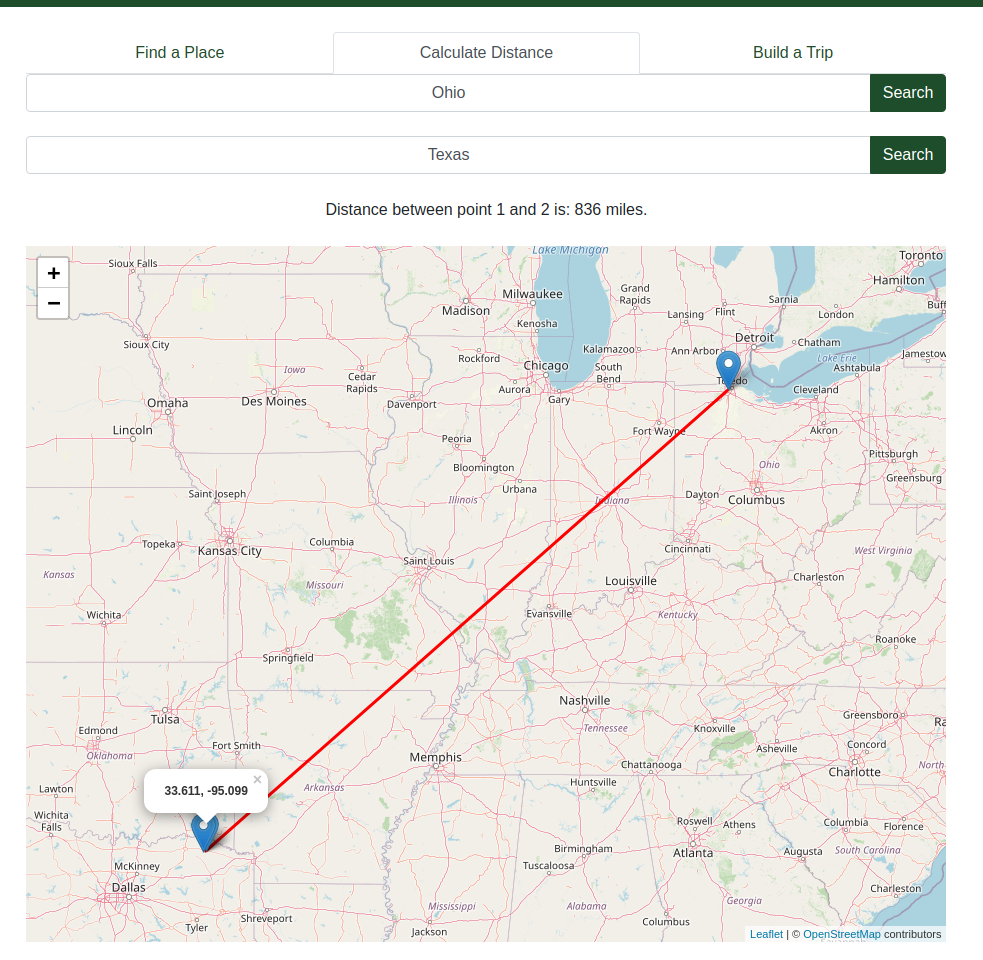 Find a Place
Calculate Distance
Build a Trip
Ohio
Search
Texas
Search
Distance between point 1 and 2 is: 836 miles.
+
−
Lake Michigan
Toronto
Sioux Falls
Hamilton
Milwaukee
Grand
Rapids
Sarnia
Buff
Madison
Lansing
Flint
London
Kenosha
Detroit
Chatham
Sioux City
Kalamazoo
Ann Arbor
Lake Erie
Jamestow
Rockford
Chicago
South
Bend
Ashtabula
Iowa
Cedar
Rapids
Aurora
Toledo
Cleveland
Omaha
Des Moines
Davenport
Gary
Lincoln
Peoria
Fort Wayne
Akron
Pittsburgh
Bloomington
Ohio
Greensburg
Saint Joseph
Urbana
Illinois
Indiana
Dayton
Columbus
Topeka
Kansas City
Columbia
Cincinnati
West Virginia
Saint Louis
Kansas
Missouri
Louisville
Charleston
Wichita
Evansville
Kentucky
Roanoke
Springfield
Nashville
Tulsa
Greensboro
Ra
Edmond
Tennessee
Knoxville
Oklahoma
Fort Smith
Asheville
Concord
Memphis
Chattanooga
Charlotte
North
Lawton
33.611, -95.099
×
Arkansas
Huntsville
Wichita
Falls
Roswell
Athens
Columbia
Florence
Birmingham
Atlanta
Augusta
South Carolina
McKinney
Tuscaloosa
Dallas
Charleston
Mississippi
Alabama
Georgia
Shreveport
Tyler
Jackson
Columbus
Leaflet | © OpenStreetMap contributors